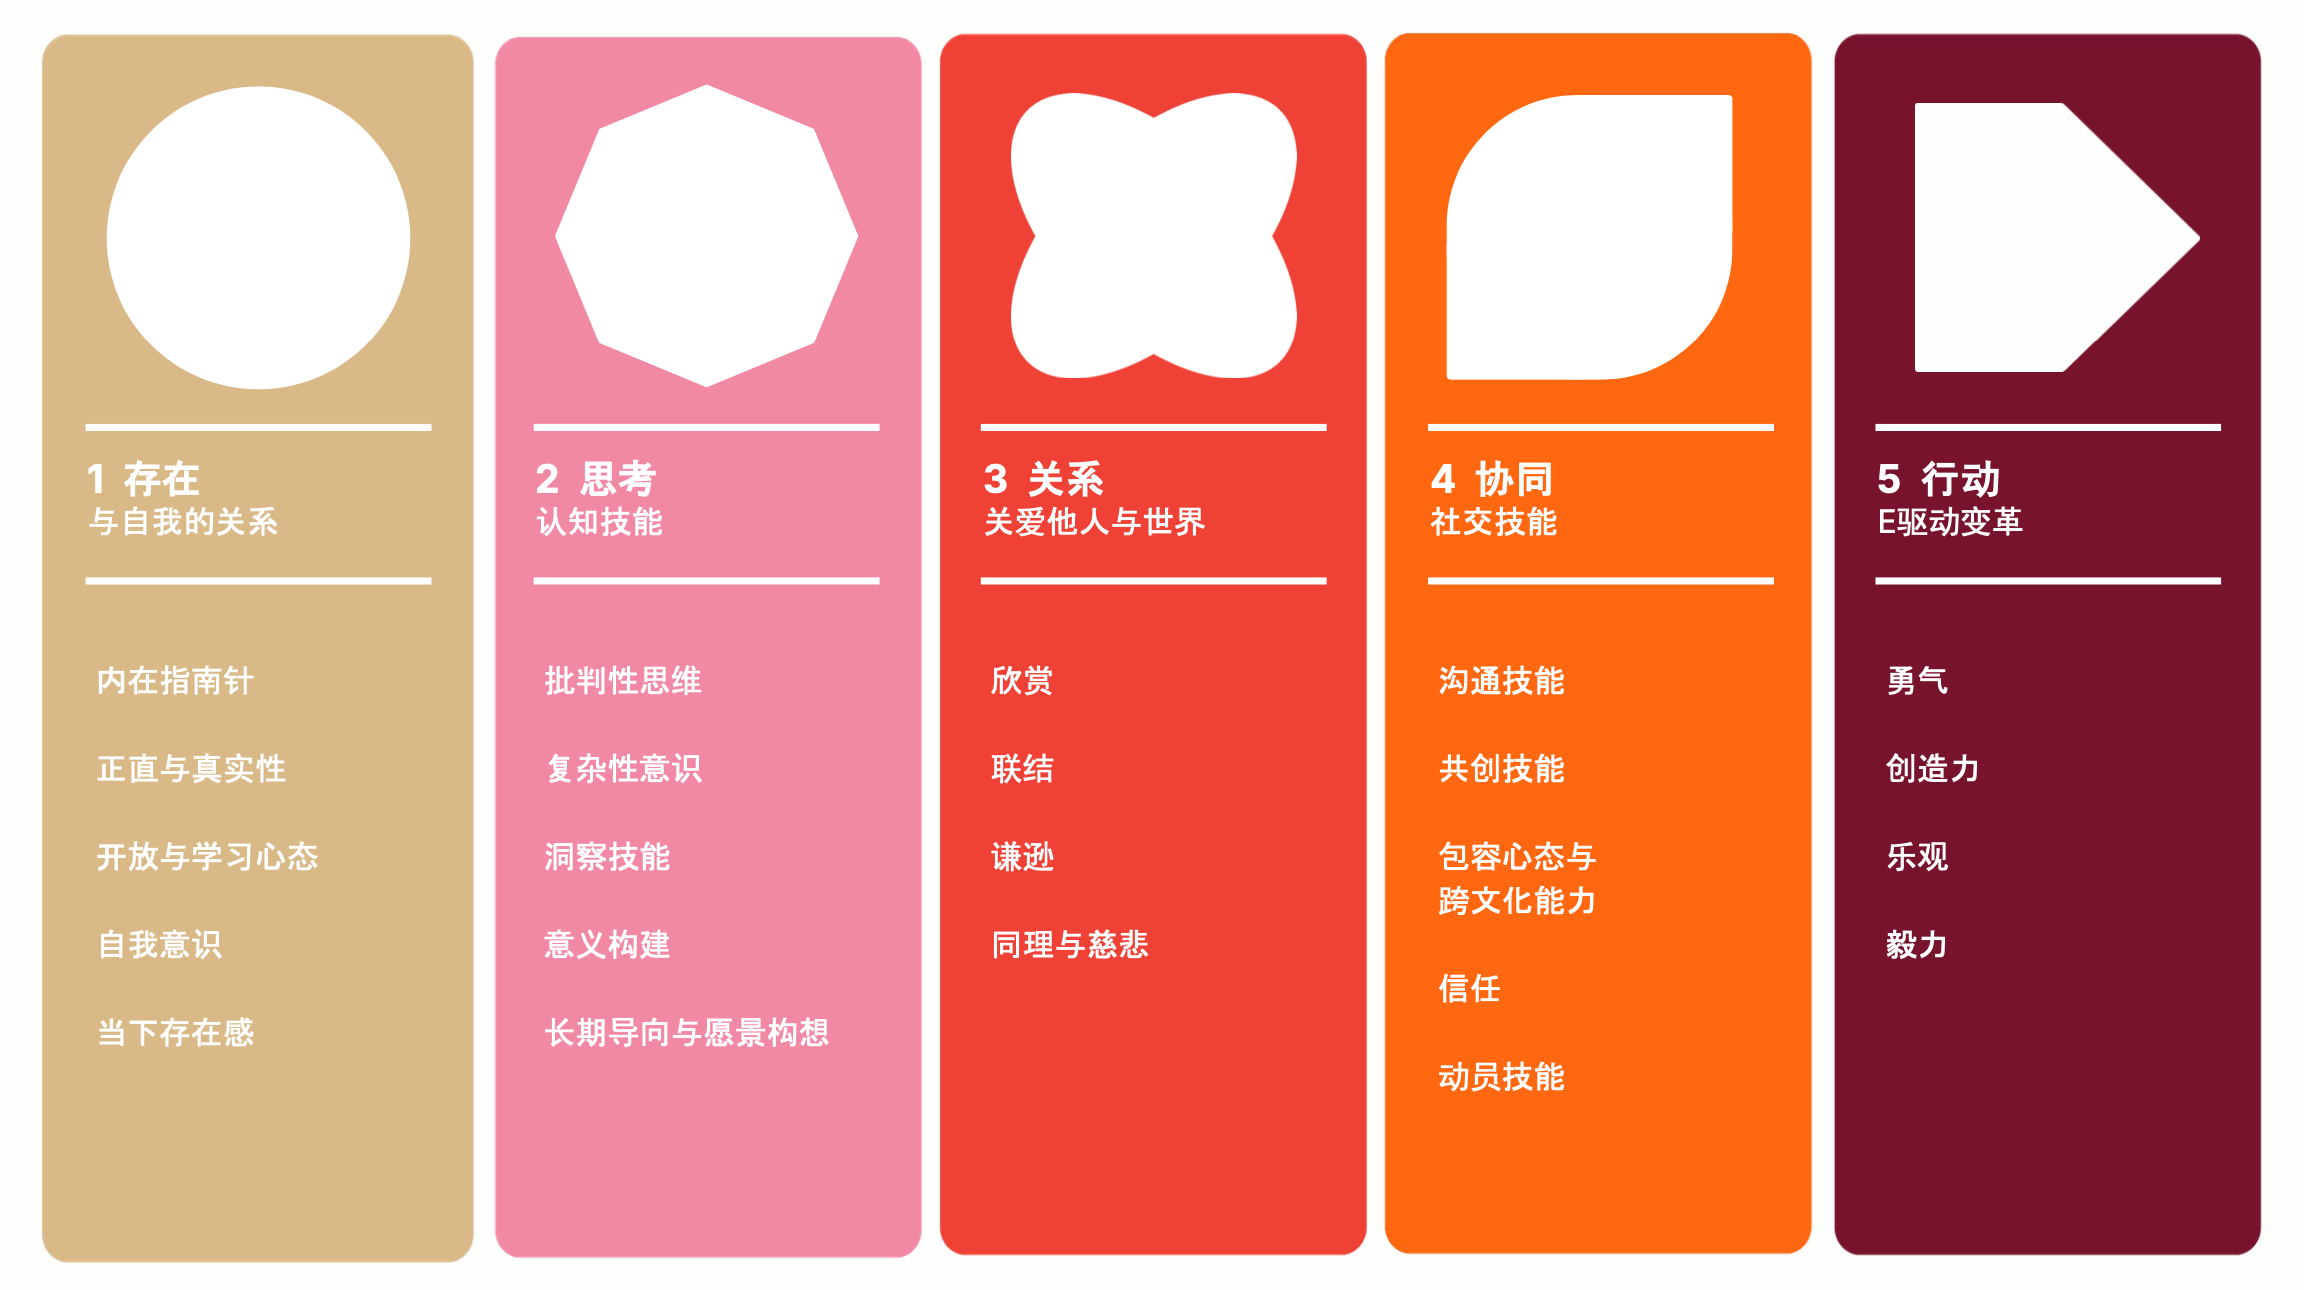 1 存在
与自我的关系
内在指南针
正直与真实性
开放与学习心态
自我意识
当下存在感
2 思考
认知技能
批判性思维
复杂性意识
洞察技能
意义构建
长期导向与愿景构想
3 关系
关爱他人与世界
欣赏
联结
谦逊
同理与慈悲
4 协同
社交技能
沟通技能
共创技能
包容心态与
跨文化能力
信任
动员技能
5 行动
E驱动变革
勇气
创造力
乐观
毅力